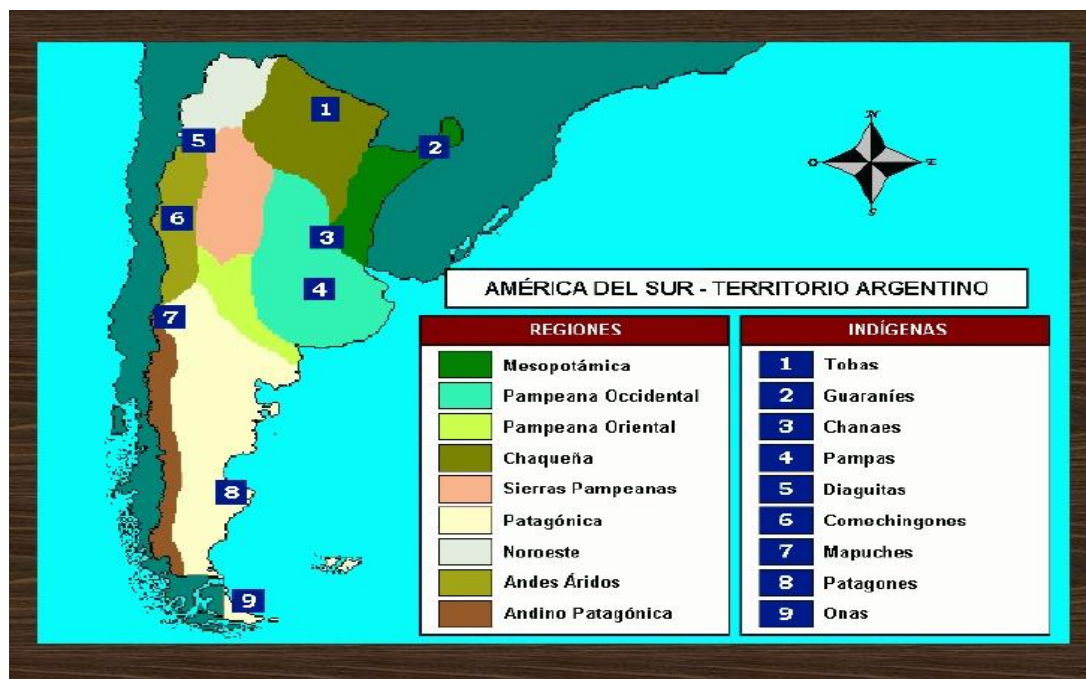 1
5
2
N
O
E
S
6
3
4
7
8
9
AMÉRICA DEL SUR - TERRITORIO ARGENTINO
REGIONES
Mesopotámica
Pampeana Occidental
Pampeana Oriental
Chaqueña
Sierras Pampeanas
Patagónica
Noroeste
Andes Áridos
Andino Patagónica
INDÍGENAS
1 Tobas
2 Guaraníes
3 Chanaes
4 Pampas
5 Diaguitas
6 Comechingones
7 Mapuches
8 Patagones
9 Onas